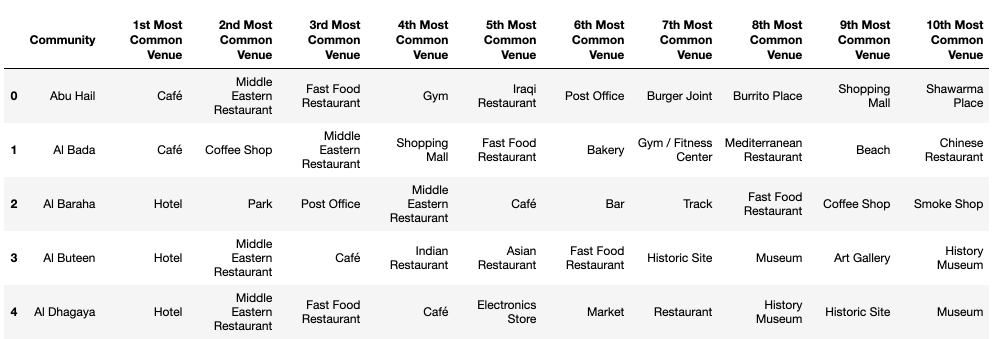 Community 1st Most Common Venue 2nd Most Common Venue 3rd Most Common Venue 4th Most Common Venue 5th Most Common Venue 6th Most Common Venue 7th Most Common Venue 8th Most Common Venue 9th Most Common Venue 10th Most Common Venue
0 Abu Hail Café Middle Eastern Restaurant Fast Food Restaurant Gym Iraqi Restaurant Post Office Burger Joint Burrito Place Shopping Mall Shawarma Place
1 Al Bada Café Coffee Shop Middle Eastern Restaurant Shopping Mall Fast Food Restaurant Bakery Gym / Fitness Center Mediterranean Restaurant Beach Chinese Restaurant
2 Al Baraha Hotel Park Post Office Middle Eastern Restaurant Café Bar Track Fast Food Restaurant Coffee Shop Smoke Shop
3 Al Buteen Hotel Middle Eastern Restaurant Café Indian Restaurant Asian Restaurant Fast Food Restaurant Historic Site Museum Art Gallery History Museum
4 Al Dhagaya Hotel Middle Eastern Restaurant Fast Food Restaurant Café Electronics Store Market Restaurant History Museum Historic Site Museum